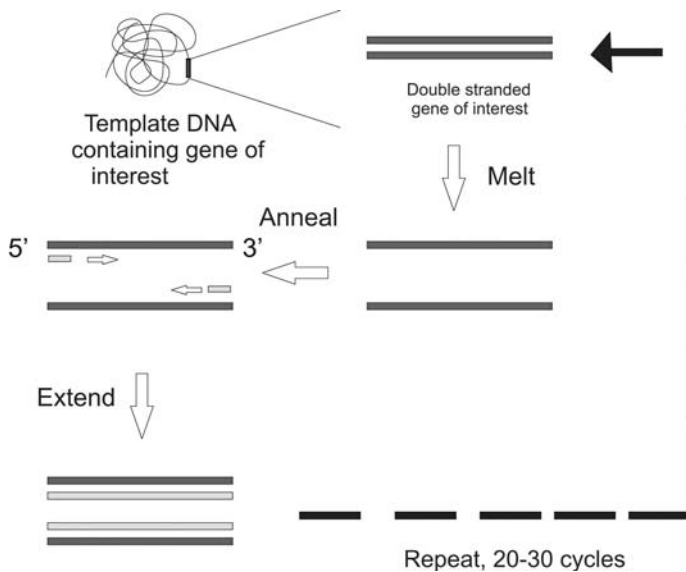 Template DNA
containing gene of
interest
Double stranded
gene of interest
Melt
Anneal
5’
3’
Extend
Repeat, 20-30 cycles